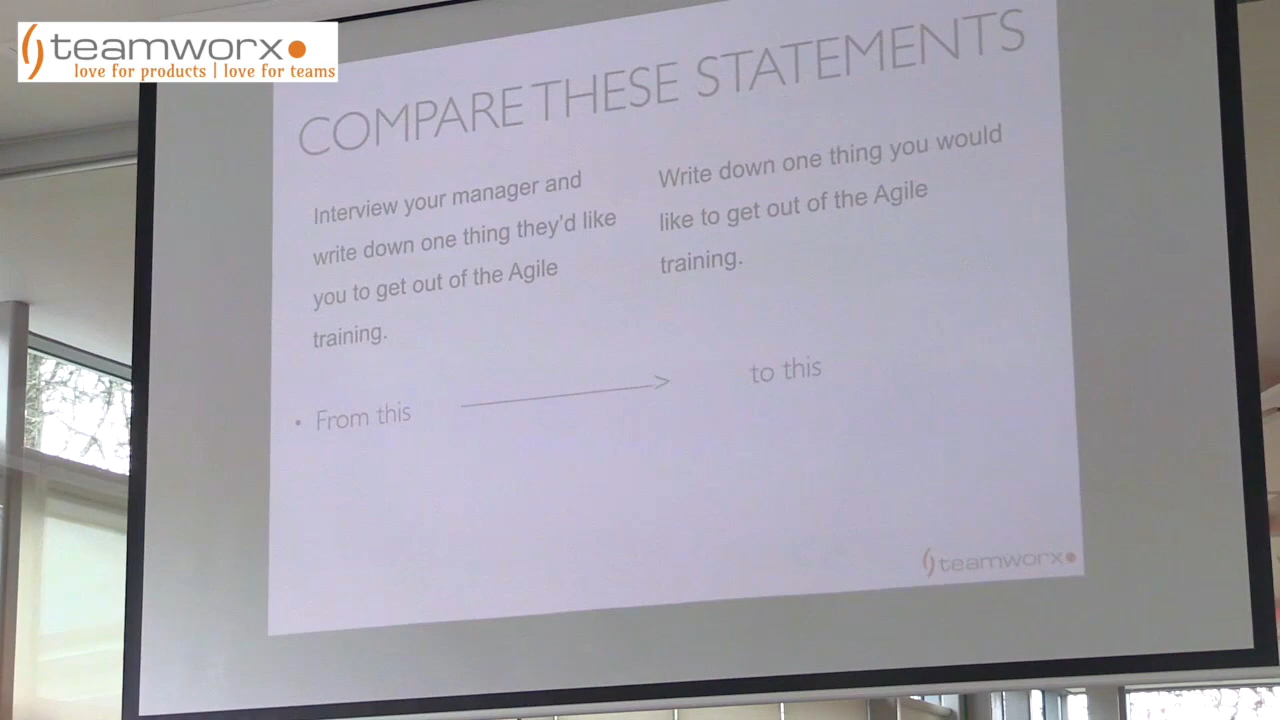 teamworx
love for products | love for teams
COMPARE THESE STATEMENTS
Interview your manager and
write down one thing they'd like
you to get out of the Agile
training.
Write down one thing you would
like to get out of the Agile
training.
• From this
to this
teamworx